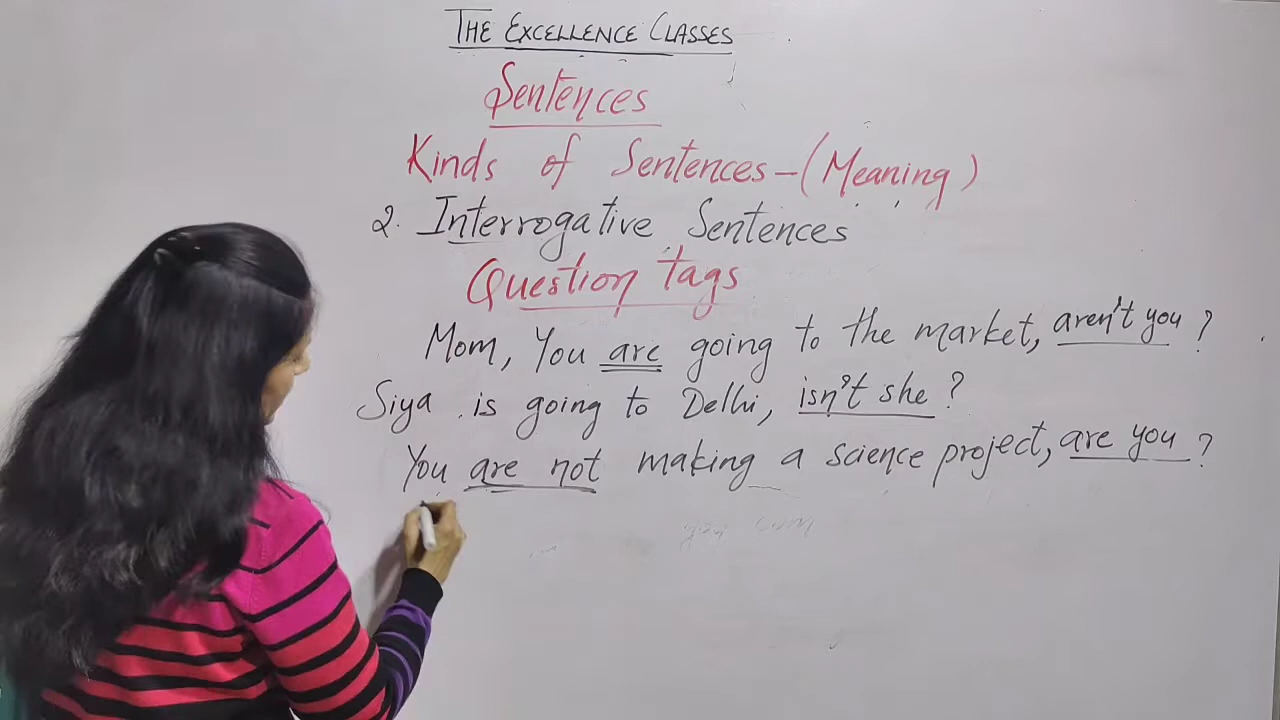 THE EXCELLENCE CLASSES
Sentences
Kinds of Sentences - (Meaning)
2. Interrogative Sentences
Question tags
Mom, You are going to the market, aren't you ?
Siya is going to Delhi, isn't she ?
You are not making a science project, are you ?